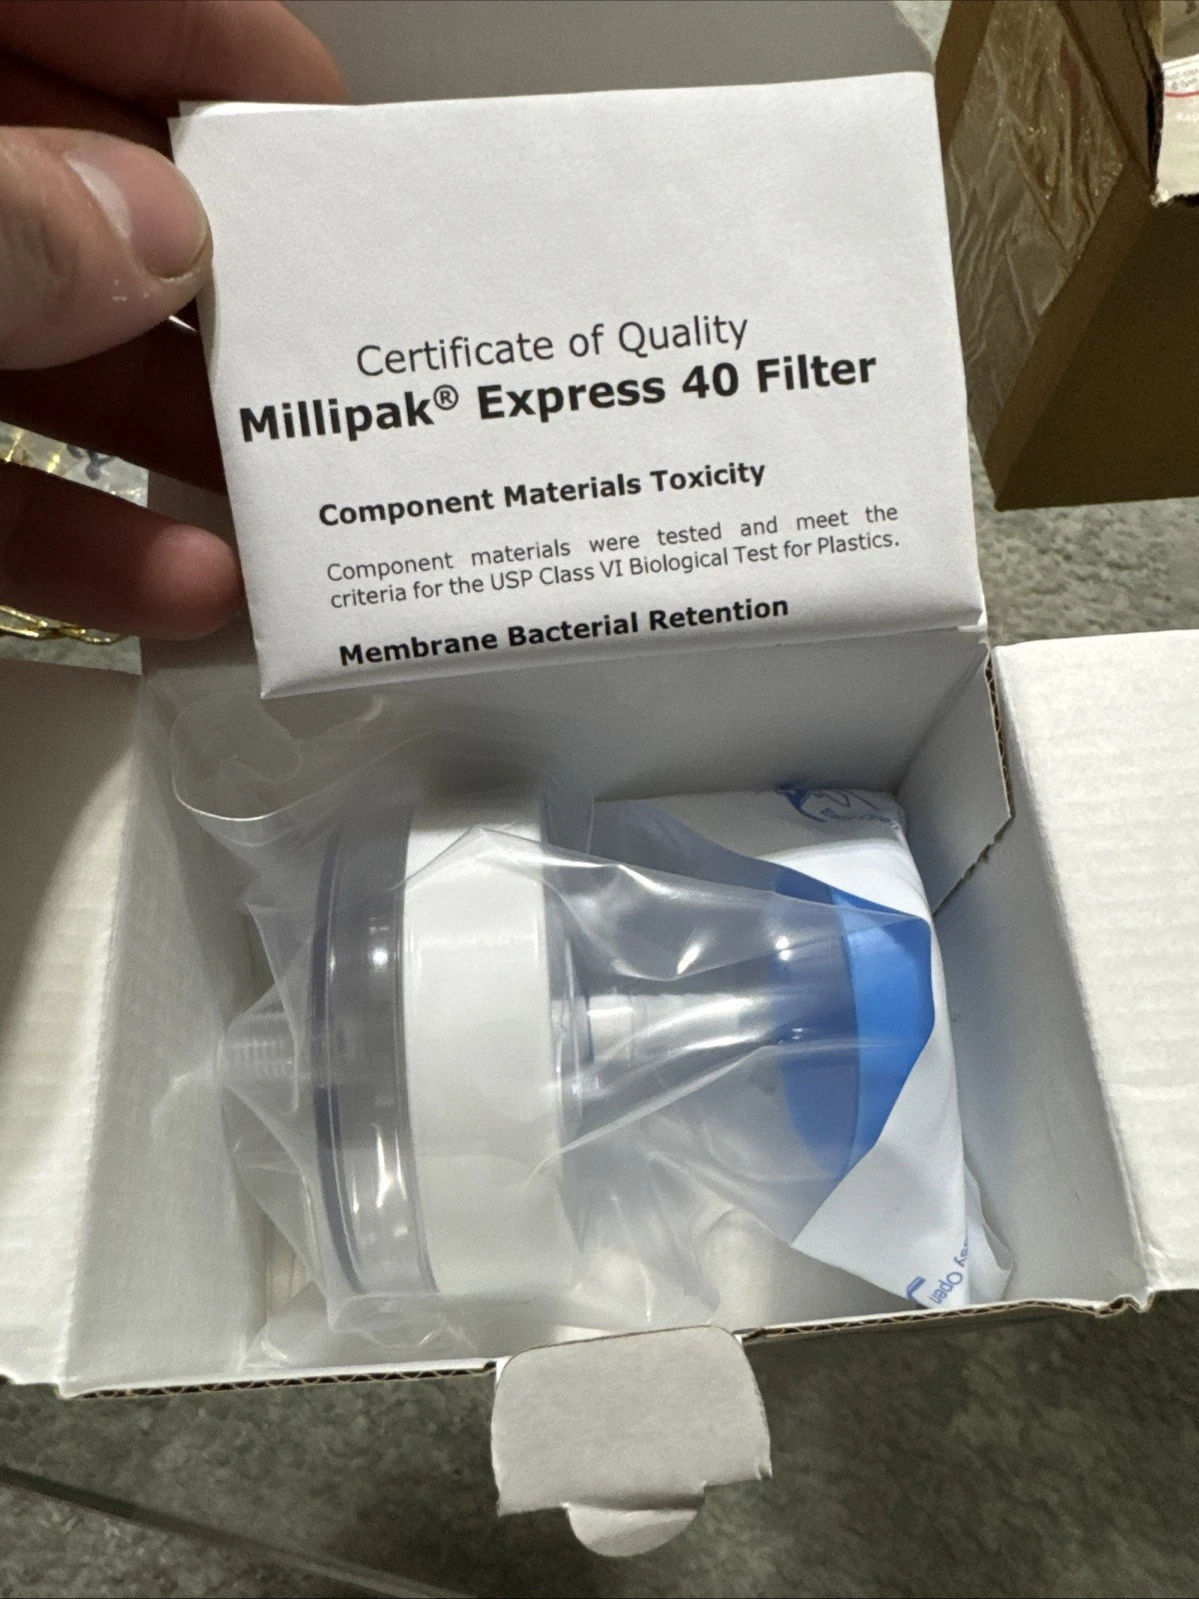 Certificate of Quality
Millipak® Express 40 Filter
Component Materials Toxicity
Component materials were tested and meet the
criteria for the USP Class VI Biological Test for Plastics.
Membrane Bacterial Retention
Open